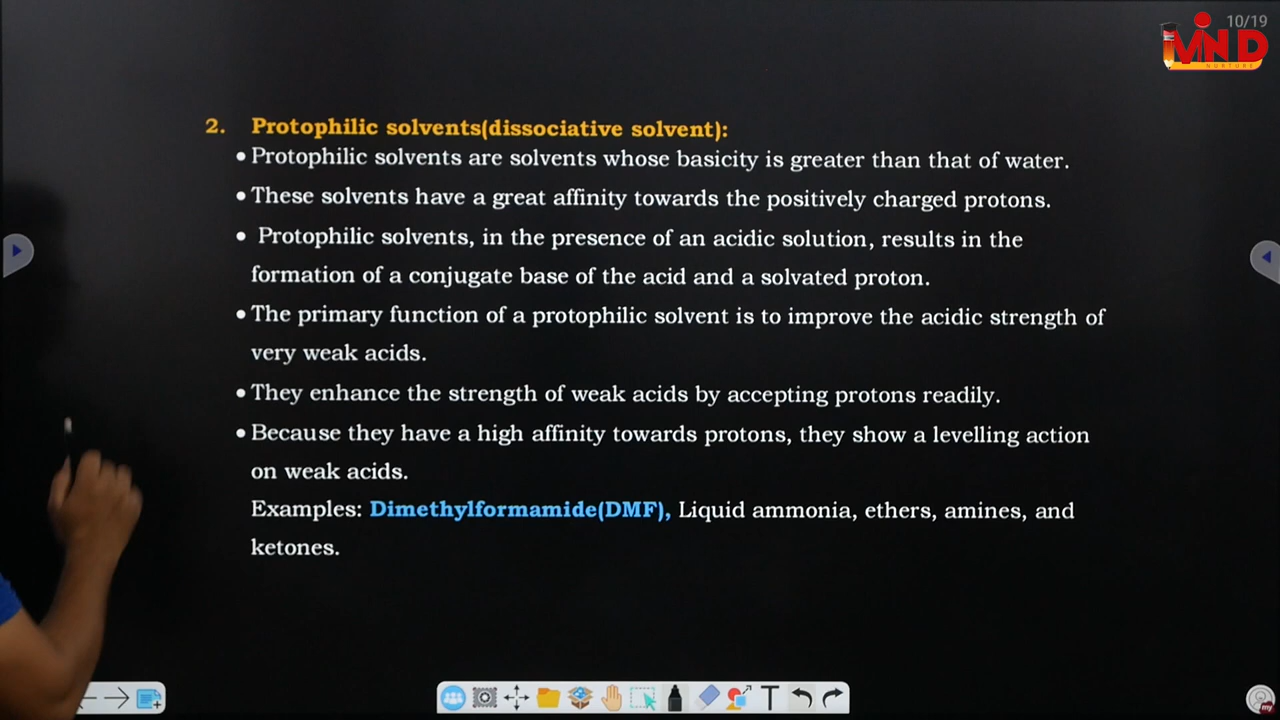 10/19
MIND
NURTURE
2. Protophilic solvents(dissociative solvent):
• Protophilic solvents are solvents whose basicity is greater than that of water.
• These solvents have a great affinity towards the positively charged protons.
• Protophilic solvents, in the presence of an acidic solution, results in the
formation of a conjugate base of the acid and a solvated proton.
• The primary function of a protophilic solvent is to improve the acidic strength of
very weak acids.
• They enhance the strength of weak acids by accepting protons readily.
• Because they have a high affinity towards protons, they show a levelling action
on weak acids.
Examples: Dimethylformamide(DMF), Liquid ammonia, ethers, amines, and
ketones.
T
my